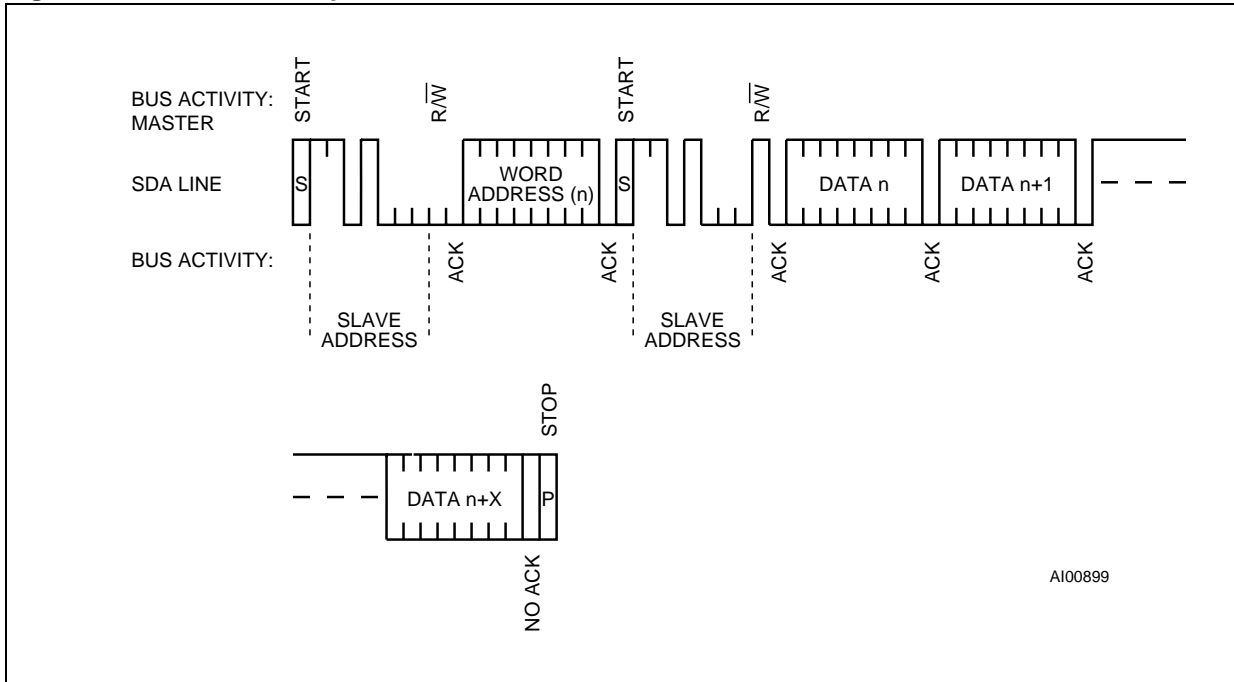 BUS ACTIVITY:
MASTER
START
R/W
START
R/W
SDA LINE
S
WORD
ADDRESS (n)
S
DATA n
DATA n+1
BUS ACTIVITY:
ACK
ACK
ACK
ACK
ACK
SLAVE
ADDRESS
SLAVE
ADDRESS
STOP
DATA n+X
P
NO ACK
AI00899